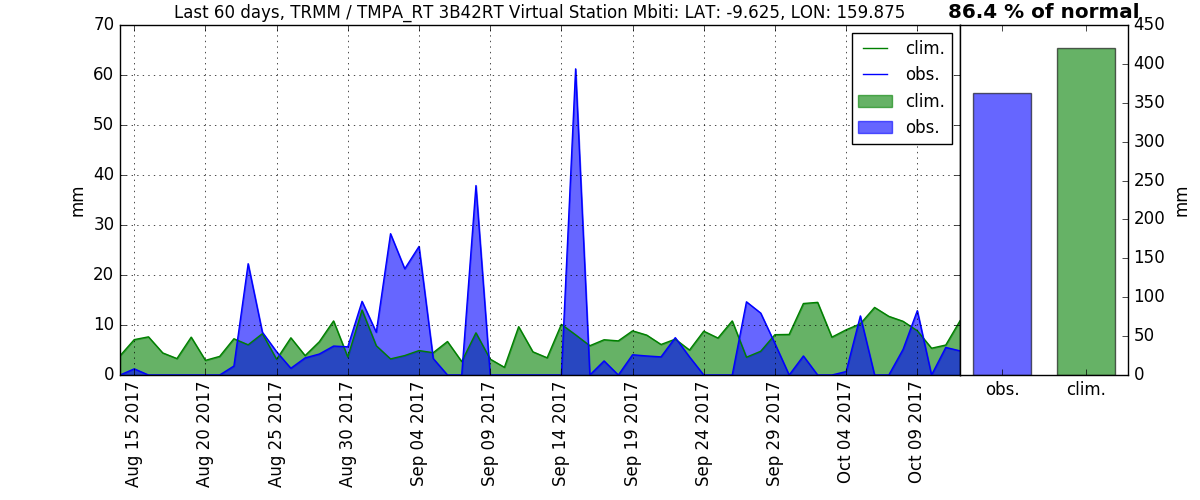 Last 60 days, TRMM / TMPA_RT 3B42RT Virtual Station Mbiti: LAT: -9.625, LON: 159.875
86.4 % of normal
70
60
50
40
30
20
10
0
mm
clim.
obs.
clim.
obs.
Aug 15 2017
Aug 20 2017
Aug 25 2017
Aug 30 2017
Sep 04 2017
Sep 09 2017
Sep 14 2017
Sep 19 2017
Sep 24 2017
Sep 29 2017
Oct 04 2017
Oct 09 2017
450
400
350
300
250
200
150
100
50
0
mm
obs.
clim.